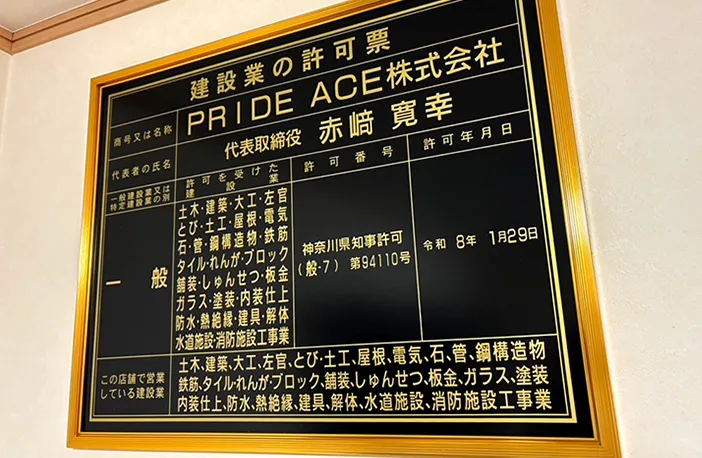 建設業の許可票
商号又は名称
PRIDE ACE株式会社
代表者の氏名
代表取締役 赤﨑 寛幸
一般建設業又は
特定建設業の別
許可を受けた
建設業
許可番号
許可年月日
一般
土木・建築・大工・左官
とび・土工・屋根・電気
石・管・鋼構造物・鉄筋
タイル・れんが・ブロック
舗装・しゅんせつ・板金
ガラス・塗装・内装仕上
防水・熱絶縁・建具・解体
水道施設・消防施設工事業
神奈川県知事許可
(般-7) 第94110号
令和 8年 1月29日
この店舗で営業
している建設業
土木、建築、大工、左官、とび・土工、屋根、電気、石、管、鋼構造物
鉄筋、タイル・れんが・ブロック、舗装、しゅんせつ、板金、ガラス、塗装
内装仕上、防水、熱絶縁、建具、解体、水道施設、消防施設工事業